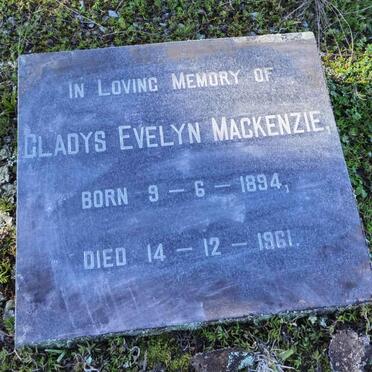 IN LOVING MEMORY OF
GLADYS EVELYN MACKENZIE,
BORN 9 – 6 – 1894,
DIED 14 – 12 – 1961.